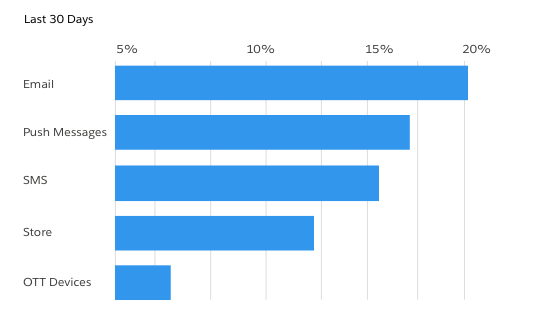 Last 30 Days
5% 10% 15% 20%
Email
Push Messages
SMS
Store
OTT Devices